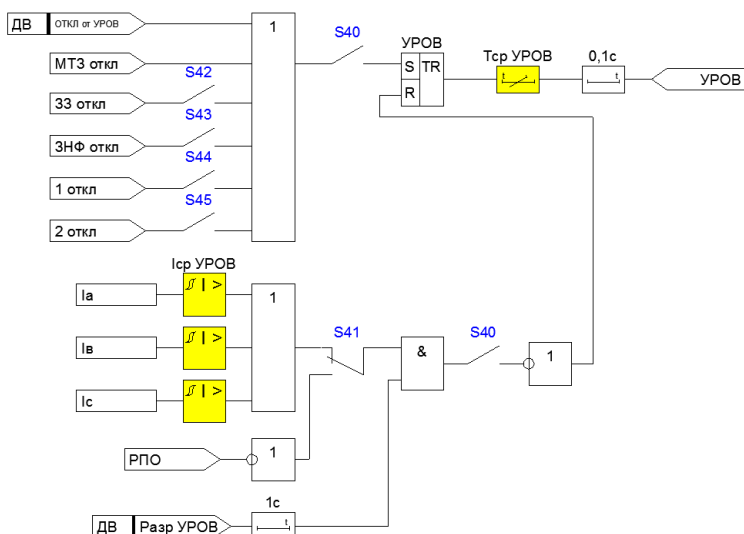 ДВ ОТКЛ от УРОВ
МТЗ откл
ЗЗ откл
ЗНФ откл
1 откл
2 откл
S42
S43
S44
S45
1
S40
УРОВ
S TR
R
Тср УРОВ
t
0,1с
t
УРОВ
Iср УРОВ
Iа
Iв
Iс
I >
I >
I >
1
S41
&
S40
1
РПО
1
1с
t
ДВ Разр УРОВ